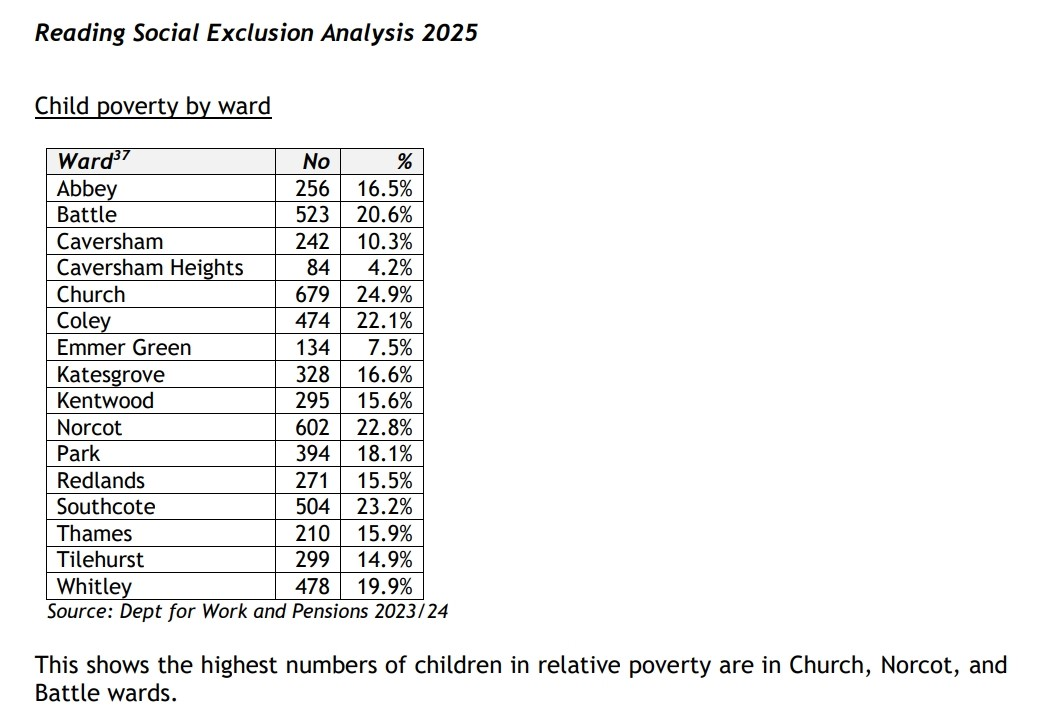 Reading Social Exclusion Analysis 2025
Child poverty by ward
Ward37 No %
Abbey 256 16.5%
Battle 523 20.6%
Caversham 242 10.3%
Caversham Heights 84 4.2%
Church 679 24.9%
Coley 474 22.1%
Emmer Green 134 7.5%
Katesgrove 328 16.6%
Kentwood 295 15.6%
Norcot 602 22.8%
Park 394 18.1%
Redlands 271 15.5%
Southcote 504 23.2%
Thames 210 15.9%
Tilehurst 299 14.9%
Whitley 478 19.9%
Source: Dept for Work and Pensions 2023/24
This shows the highest numbers of children in relative poverty are in Church, Norcot, and
Battle wards.